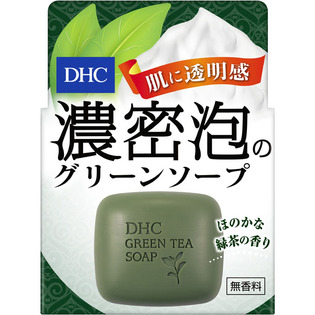 DHC
肌に透明感
濃密泡の
グリーンソープ
DHC
GREEN TEA
SOAP
ほのかな
緑茶の香り
無香料